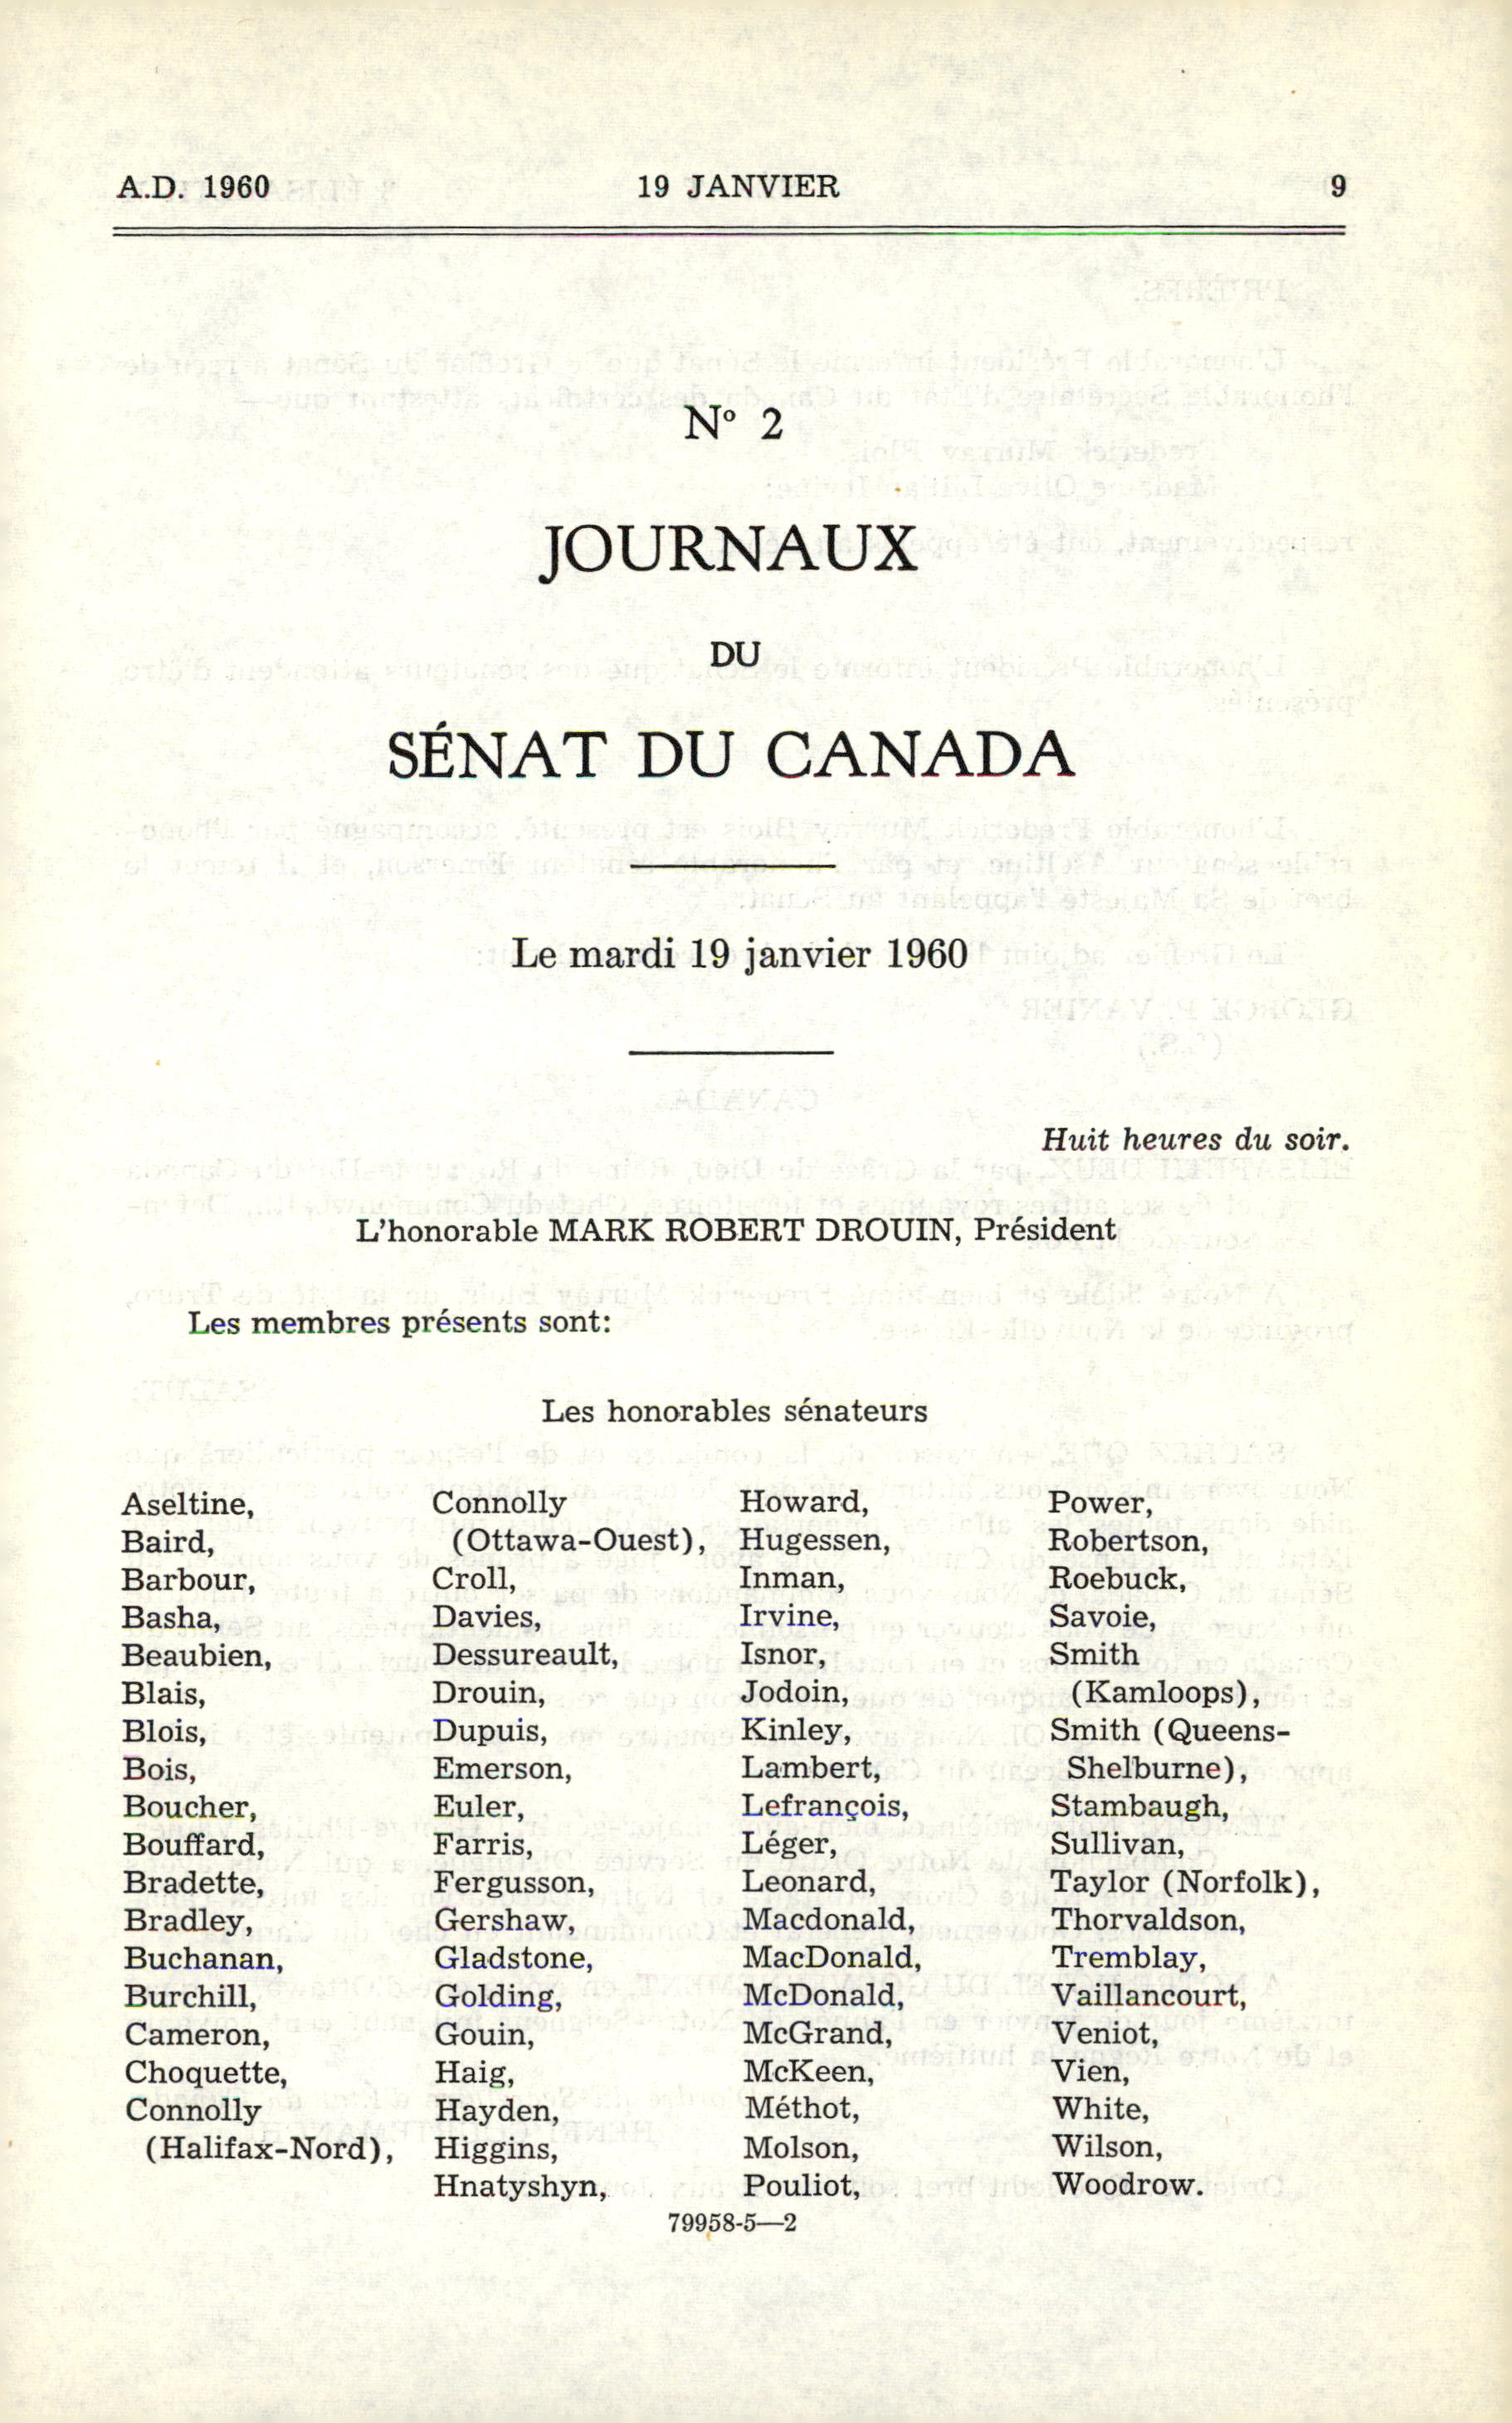 A.D. 1960 19 JANVIER 9
Nº 2
JOURNAUX
DU
SÉNAT DU CANADA
Le mardi 19 janvier 1960
Huit heures du soir.
L'honorable MARK ROBERT DROUIN, Président
Les membres présents sont:
Les honorables sénateurs
Aseltine,
Baird,
Barbour,
Basha,
Beaubien,
Blais,
Blois,
Bois,
Boucher,
Bouffard,
Bradette,
Bradley,
Buchanan,
Burchill,
Cameron,
Choquette,
Connolly
(Halifax-Nord),
Connolly
(Ottawa-Ouest),
Croll,
Davies,
Dessureault,
Drouin,
Dupuis,
Emerson,
Euler,
Farris,
Fergusson,
Gershaw,
Gladstone,
Golding,
Gouin,
Haig,
Hayden,
Higgins,
Hnatyshyn,
Howard,
Hugessen,
Inman,
Irvine,
Isnor,
Jodoin,
Kinley,
Lambert,
Lefrançois,
Léger,
Leonard,
Macdonald,
MacDonald,
McDonald,
McGrand,
McKeen,
Méthot,
Molson,
Pouliot,
Power,
Robertson,
Roebuck,
Savoie,
Smith
(Kamloops),
Smith (Queens-
Shelburne),
Stambaugh,
Sullivan,
Taylor (Norfolk),
Thorvaldson,
Tremblay,
Vaillancourt,
Veniot,
Vien,
White,
Wilson,
Woodrow.
79958-5—2